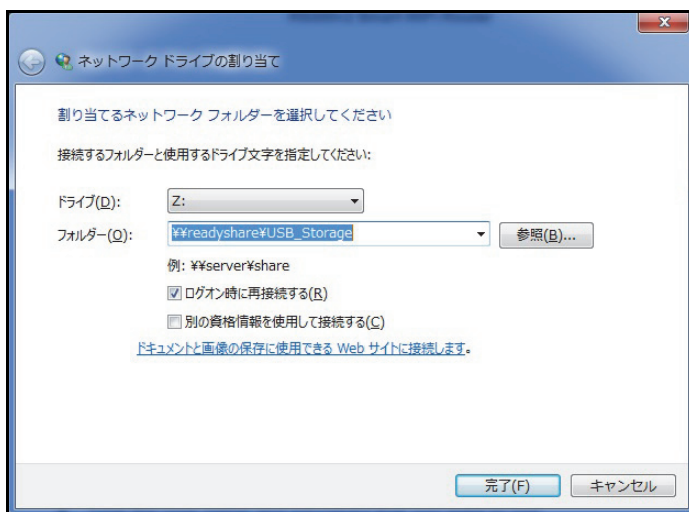 ネットワーク ドライブの割り当て
割り当てるネットワーク フォルダーを選択してください
接続するフォルダーと使用するドライブ文字を指定してください:
ドライブ(D): Z:
フォルダー(O): ¥¥readyshare¥USB_Storage 参照(B)...
例: ¥¥server¥share
ログオン時に再接続する(R)
別の資格情報を使用して接続する(C)
ドキュメントと画像の保存に使用できる Web サイトに接続します。
完了(F) キャンセル